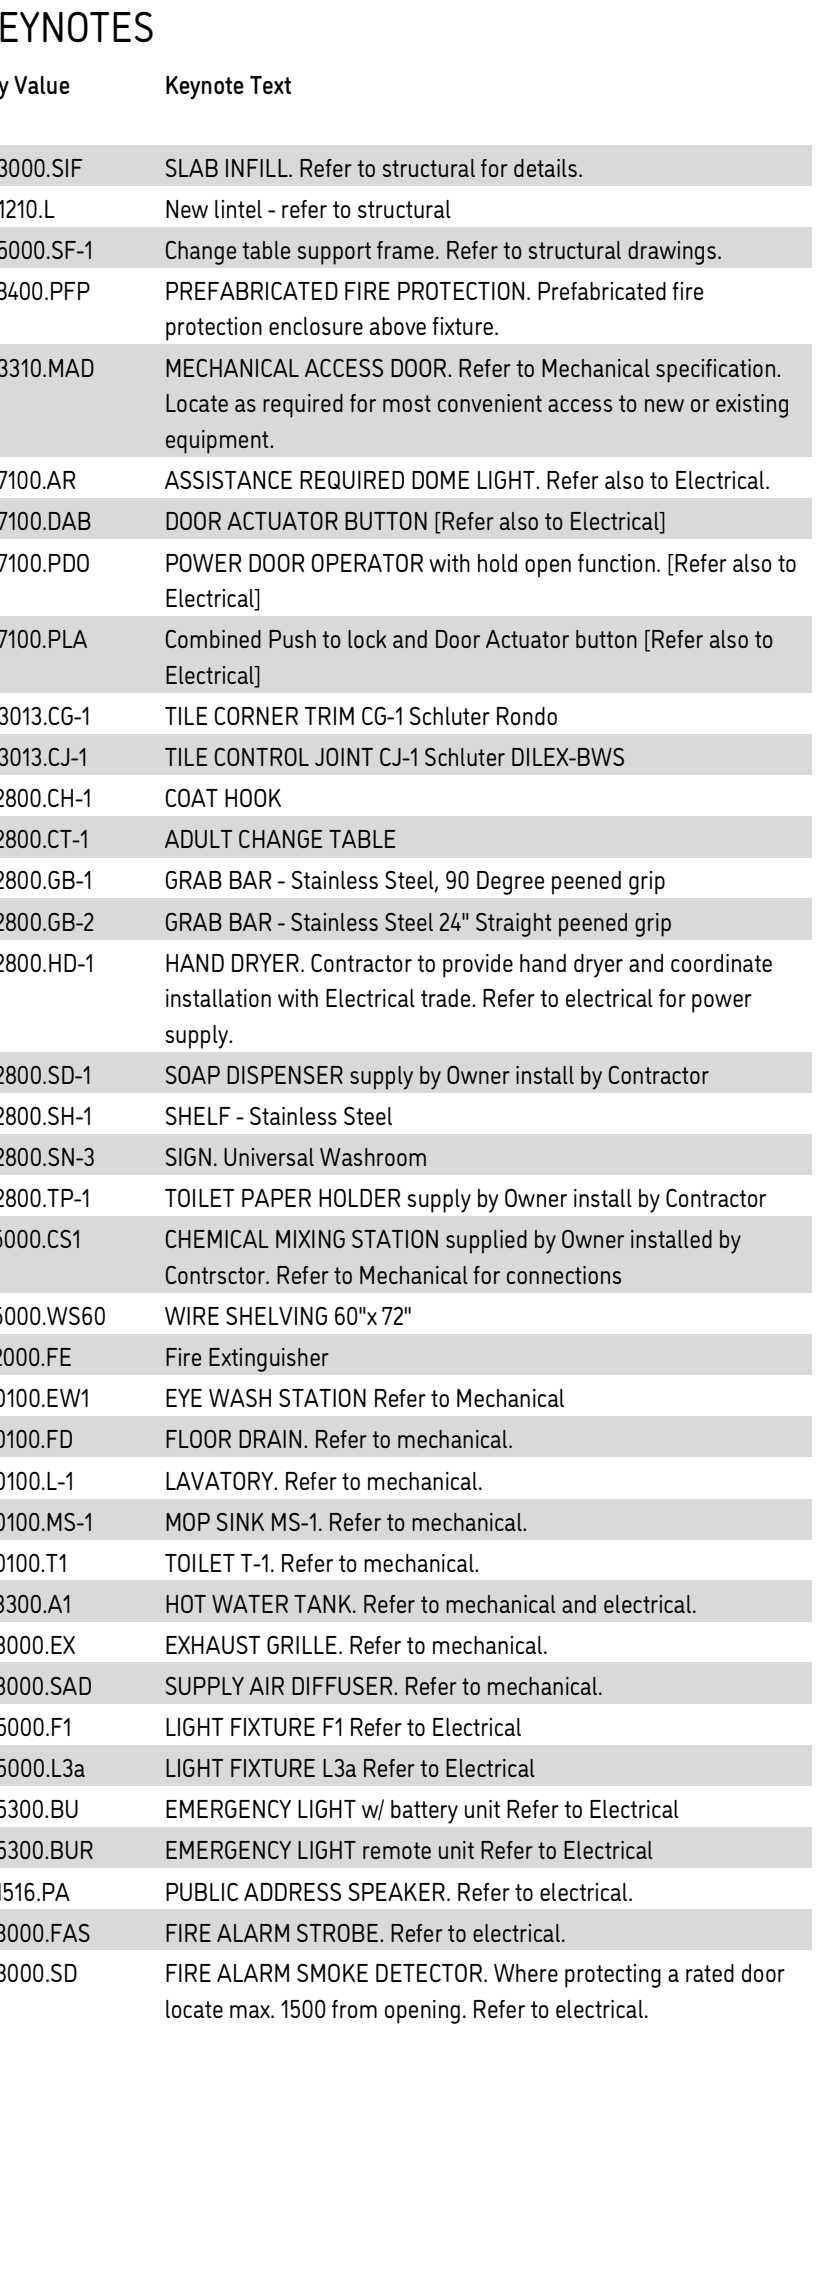 EYNOTES
y Value Keynote Text
3000.SIF SLAB INFILL. Refer to structural for details.
1210.L New lintel - refer to structural
5000.SF-1 Change table support frame. Refer to structural drawings.
8400.PFP PREFABRICATED FIRE PROTECTION. Prefabricated fire
protection enclosure above fixture.
3310.MAD MECHANICAL ACCESS DOOR. Refer to Mechanical specification.
Locate as required for most convenient access to new or existing
equipment.
7100.AR ASSISTANCE REQUIRED DOME LIGHT. Refer also to Electrical.
7100.DAB DOOR ACTUATOR BUTTON [Refer also to Electrical]
7100.PDO POWER DOOR OPERATOR with hold open function. [Refer also to
Electrical]
7100.PLA Combined Push to lock and Door Actuator button [Refer also to
Electrical]
3013.CG-1 TILE CORNER TRIM CG-1 Schluter Rondo
3013.CJ-1 TILE CONTROL JOINT CJ-1 Schluter DILEX-BWS
2800.CH-1 COAT HOOK
2800.CT-1 ADULT CHANGE TABLE
2800.GB-1 GRAB BAR - Stainless Steel, 90 Degree peened grip
2800.GB-2 GRAB BAR - Stainless Steel 24" Straight peened grip
2800.HD-1 HAND DRYER. Contractor to provide hand dryer and coordinate
installation with Electrical trade. Refer to electrical for power
supply.
2800.SD-1 SOAP DISPENSER supply by Owner install by Contractor
2800.SH-1 SHELF - Stainless Steel
2800.SN-3 SIGN. Universal Washroom
2800.TP-1 TOILET PAPER HOLDER supply by Owner install by Contractor
5000.CS1 CHEMICAL MIXING STATION supplied by Owner installed by
Contrsctor. Refer to Mechanical for connections
5000.WS60 WIRE SHELVING 60"x 72"
2000.FE Fire Extinguisher
0100.EW1 EYE WASH STATION Refer to Mechanical
0100.FD FLOOR DRAIN. Refer to mechanical.
0100.L-1 LAVATORY. Refer to mechanical.
0100.MS-1 MOP SINK MS-1. Refer to mechanical.
0100.T1 TOILET T-1. Refer to mechanical.
3300.A1 HOT WATER TANK. Refer to mechanical and electrical.
3000.EX EXHAUST GRILLE. Refer to mechanical.
3000.SAD SUPPLY AIR DIFFUSER. Refer to mechanical.
5000.F1 LIGHT FIXTURE F1 Refer to Electrical
5000.L3a LIGHT FIXTURE L3a Refer to Electrical
5300.BU EMERGENCY LIGHT w/ battery unit Refer to Electrical
5300.BUR EMERGENCY LIGHT remote unit Refer to Electrical
1516.PA PUBLIC ADDRESS SPEAKER. Refer to electrical.
3000.FAS FIRE ALARM STROBE. Refer to electrical.
3000.SD FIRE ALARM SMOKE DETECTOR. Where protecting a rated door
locate max. 1500 from opening. Refer to electrical.